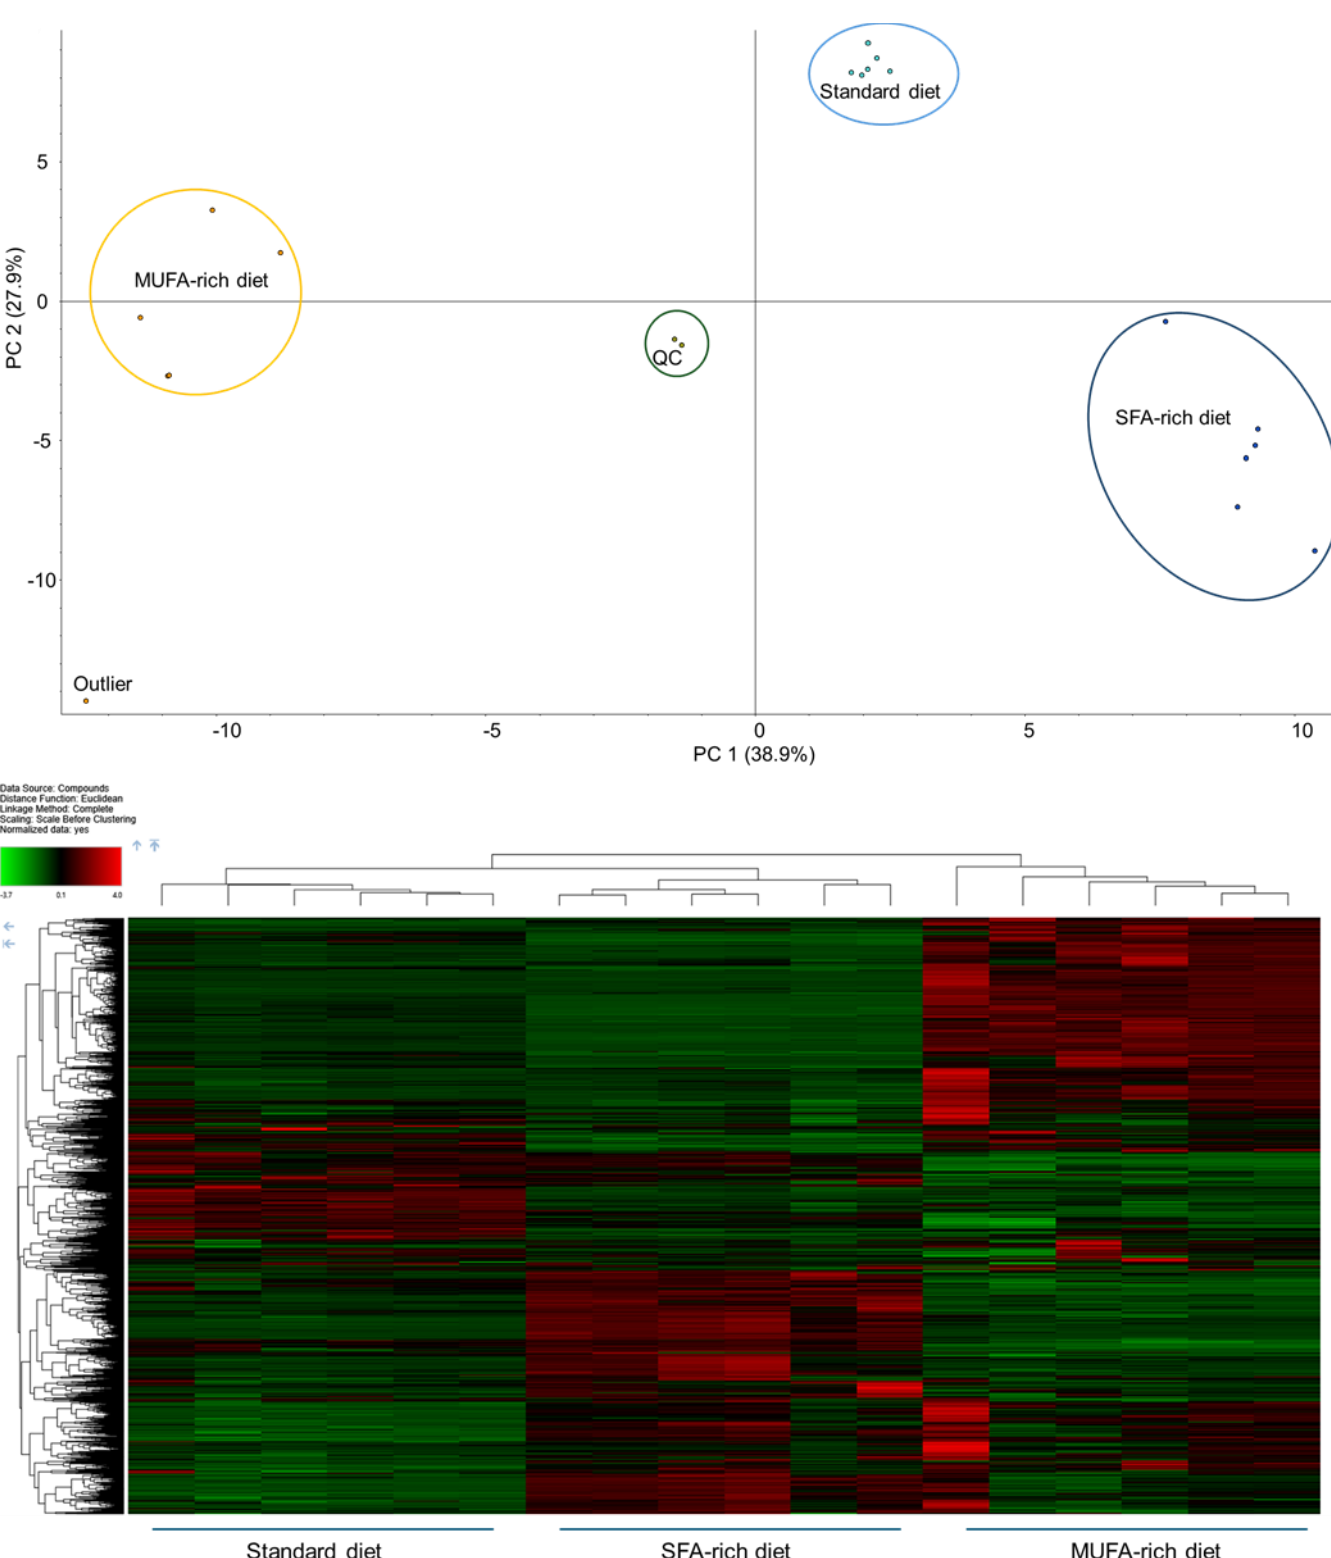 Standard diet
5
MUFA-rich diet
PC 2 (27.9%)
0
QC
SFA-rich diet
-5
-10
Outlier
-10
-5
0
5
10
PC 1 (38.9%)
Data Source: Compounds
Distance Function: Euclidean
Linkage Method: Complete
Scaling: Scale Before Clustering
Normalized data: yes
-3.7
0.1
4.0
Standard diet
SFA-rich diet
MUFA-rich diet